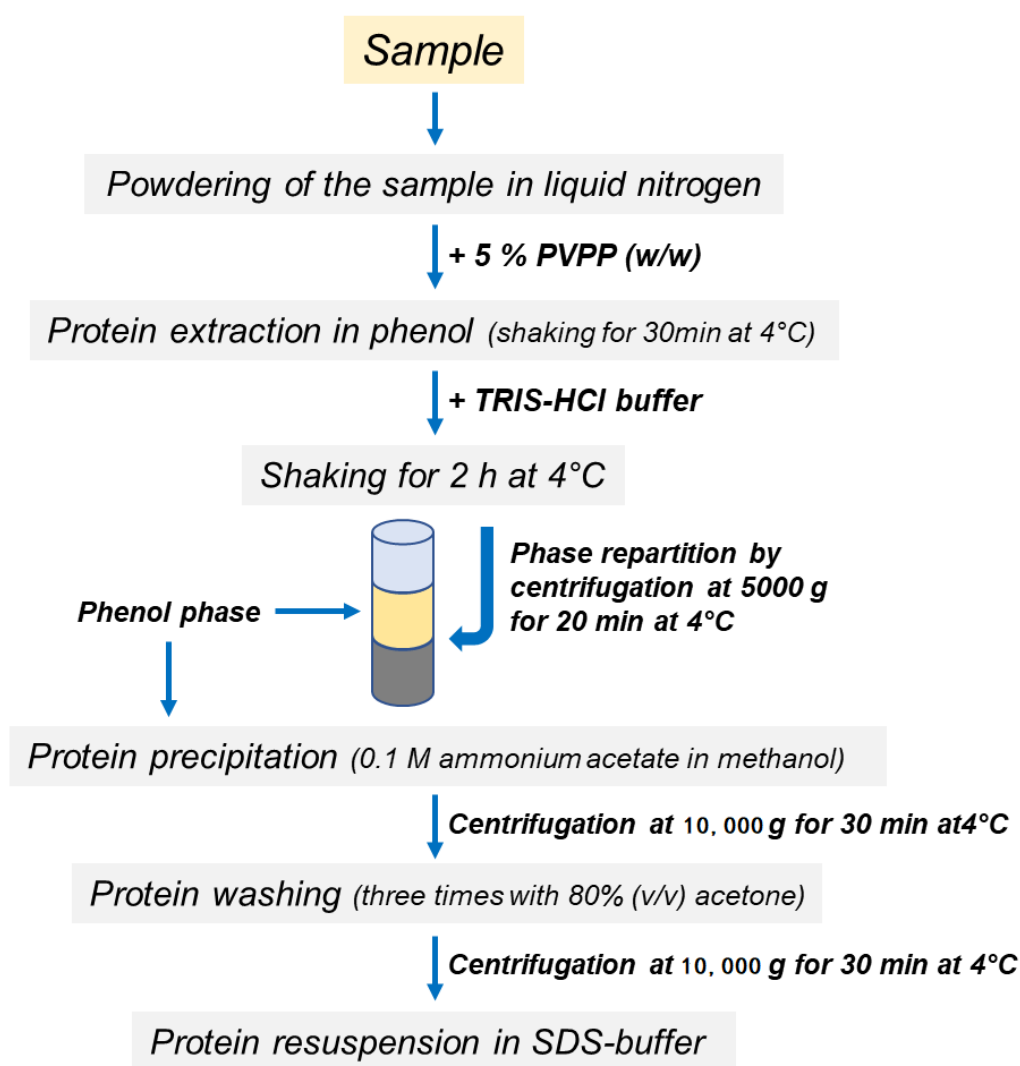 Sample
Powdering of the sample in liquid nitrogen
+ 5 % PVPP (w/w)
Protein extraction in phenol (shaking for 30min at 4°C)
+ TRIS-HCl buffer
Shaking for 2 h at 4°C
Phase repartition by
centrifugation at 5000 g
for 20 min at 4°C
Phenol phase
Protein precipitation (0.1 M ammonium acetate in methanol)
Centrifugation at 10,000 g for 30 min at4°C
Protein washing (three times with 80% (v/v) acetone)
Centrifugation at 10,000 g for 30 min at 4°C
Protein resuspension in SDS-buffer